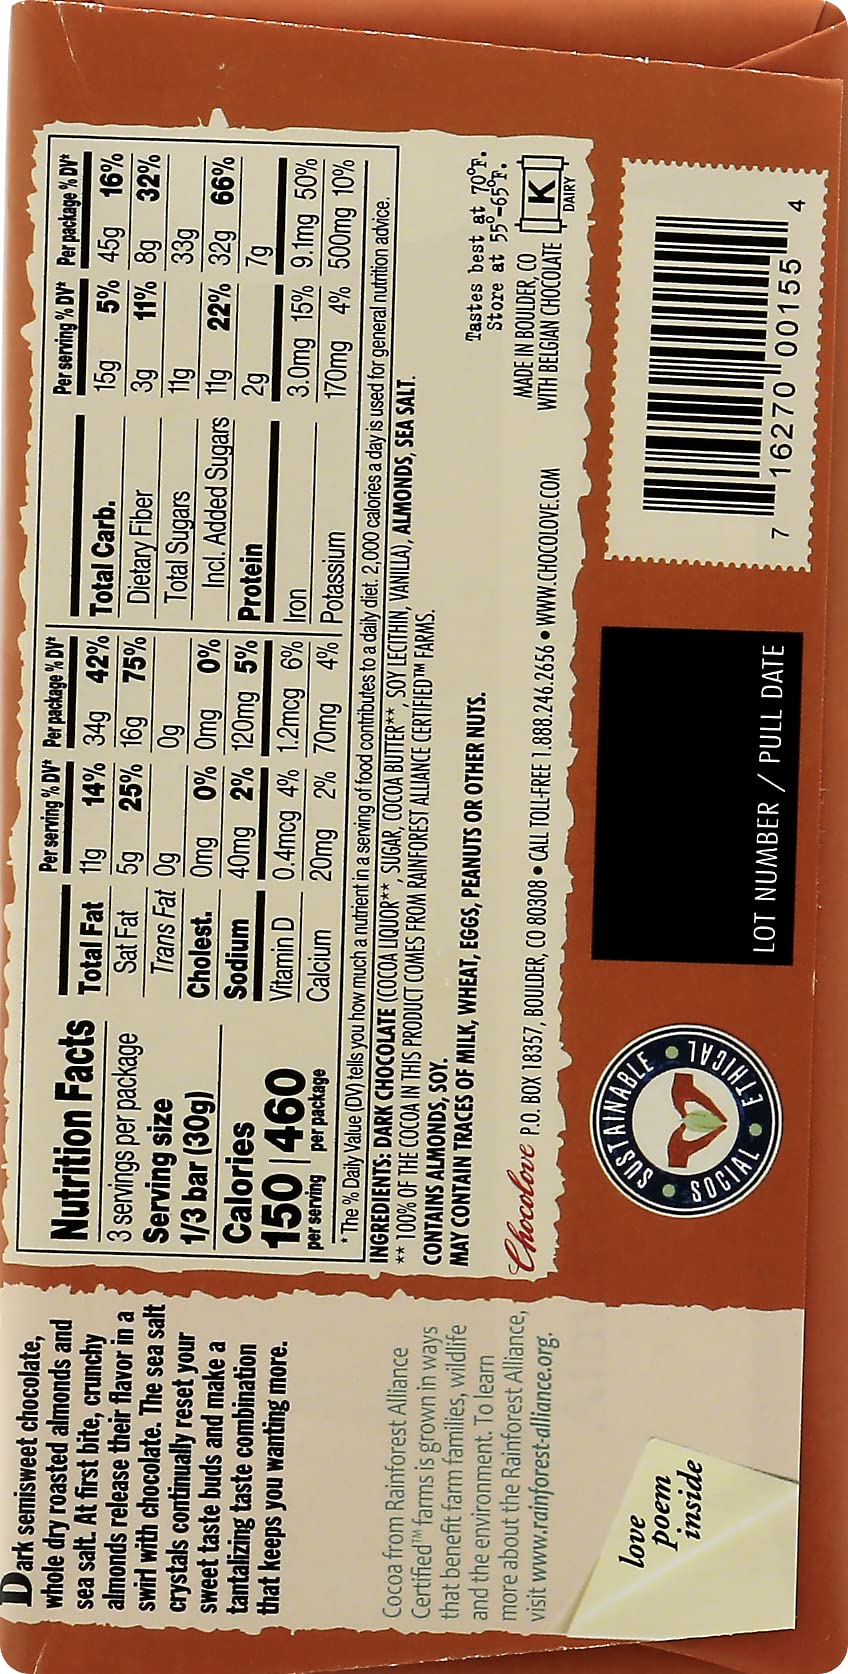 Dark semisweet chocolate,
whole dry roasted almonds and
sea salt. At first bite, crunchy
almonds release their flavor in a
swirl with chocolate. The sea salt
crystals continually reset your
sweet taste buds and make a
tantalizing taste combination
that keeps you wanting more.
Cocoa from Rainforest Alliance
Certified™ farms is grown in ways
that benefit farm families, wildlife
and the environment. To learn
more about the Rainforest Alliance,
visit www.rainforest-alliance.org.
love
poem
inside
Nutrition Facts
3 servings per package
Serving size
1/3 bar (30g)
Calories
150 | 460
per serving per package
Per serving % DV* Per package % DV*
Total Fat 11g 14% 34g 42%
Sat Fat 5g 25% 16g 75%
Trans Fat 0g 0g
Cholest. 0mg 0% 0mg 0%
Sodium 40mg 2% 120mg 5%
Vitamin D 0.4mcg 4% 1.2mcg 6%
Calcium 20mg 2% 70mg 4%
Per serving % DV* Per package % DV*
Total Carb. 15g 5% 45g 16%
Dietary Fiber 3g 11% 8g 32%
Total Sugars 11g 33g
Incl. Added Sugars 11g 22% 32g 66%
Protein 2g 7g
Iron 3.0mg 15% 9.1mg 50%
Potassium 170mg 4% 500mg 10%
*The % Daily Value (DV) tells you how much a nutrient in a serving of food contributes to a daily diet. 2,000 calories a day is used for general nutrition advice.
INGREDIENTS: DARK CHOCOLATE (COCOA LIQUOR**, SUGAR, COCOA BUTTER**, SOY LECITHIN, VANILLA), ALMONDS, SEA SALT.
** 100% OF THE COCOA IN THIS PRODUCT COMES FROM RAINFOREST ALLIANCE CERTIFIED™ FARMS.
CONTAINS ALMONDS, SOY.
MAY CONTAIN TRACES OF MILK, WHEAT, EGGS, PEANUTS OR OTHER NUTS.
Tastes best at 70°F.
Store at 55°-65°F.
MADE IN BOULDER, CO
WITH BELGIAN CHOCOLATE
K
DAIRY
Chocolove P.O. BOX 18357, BOULDER, CO 80308 • CALL TOLL-FREE 1.888.246.2656 • WWW.CHOCOLOVE.COM
SUSTAINABLE • ETHICAL • SOCIAL •
LOT NUMBER / PULL DATE
7 16270 00155 4